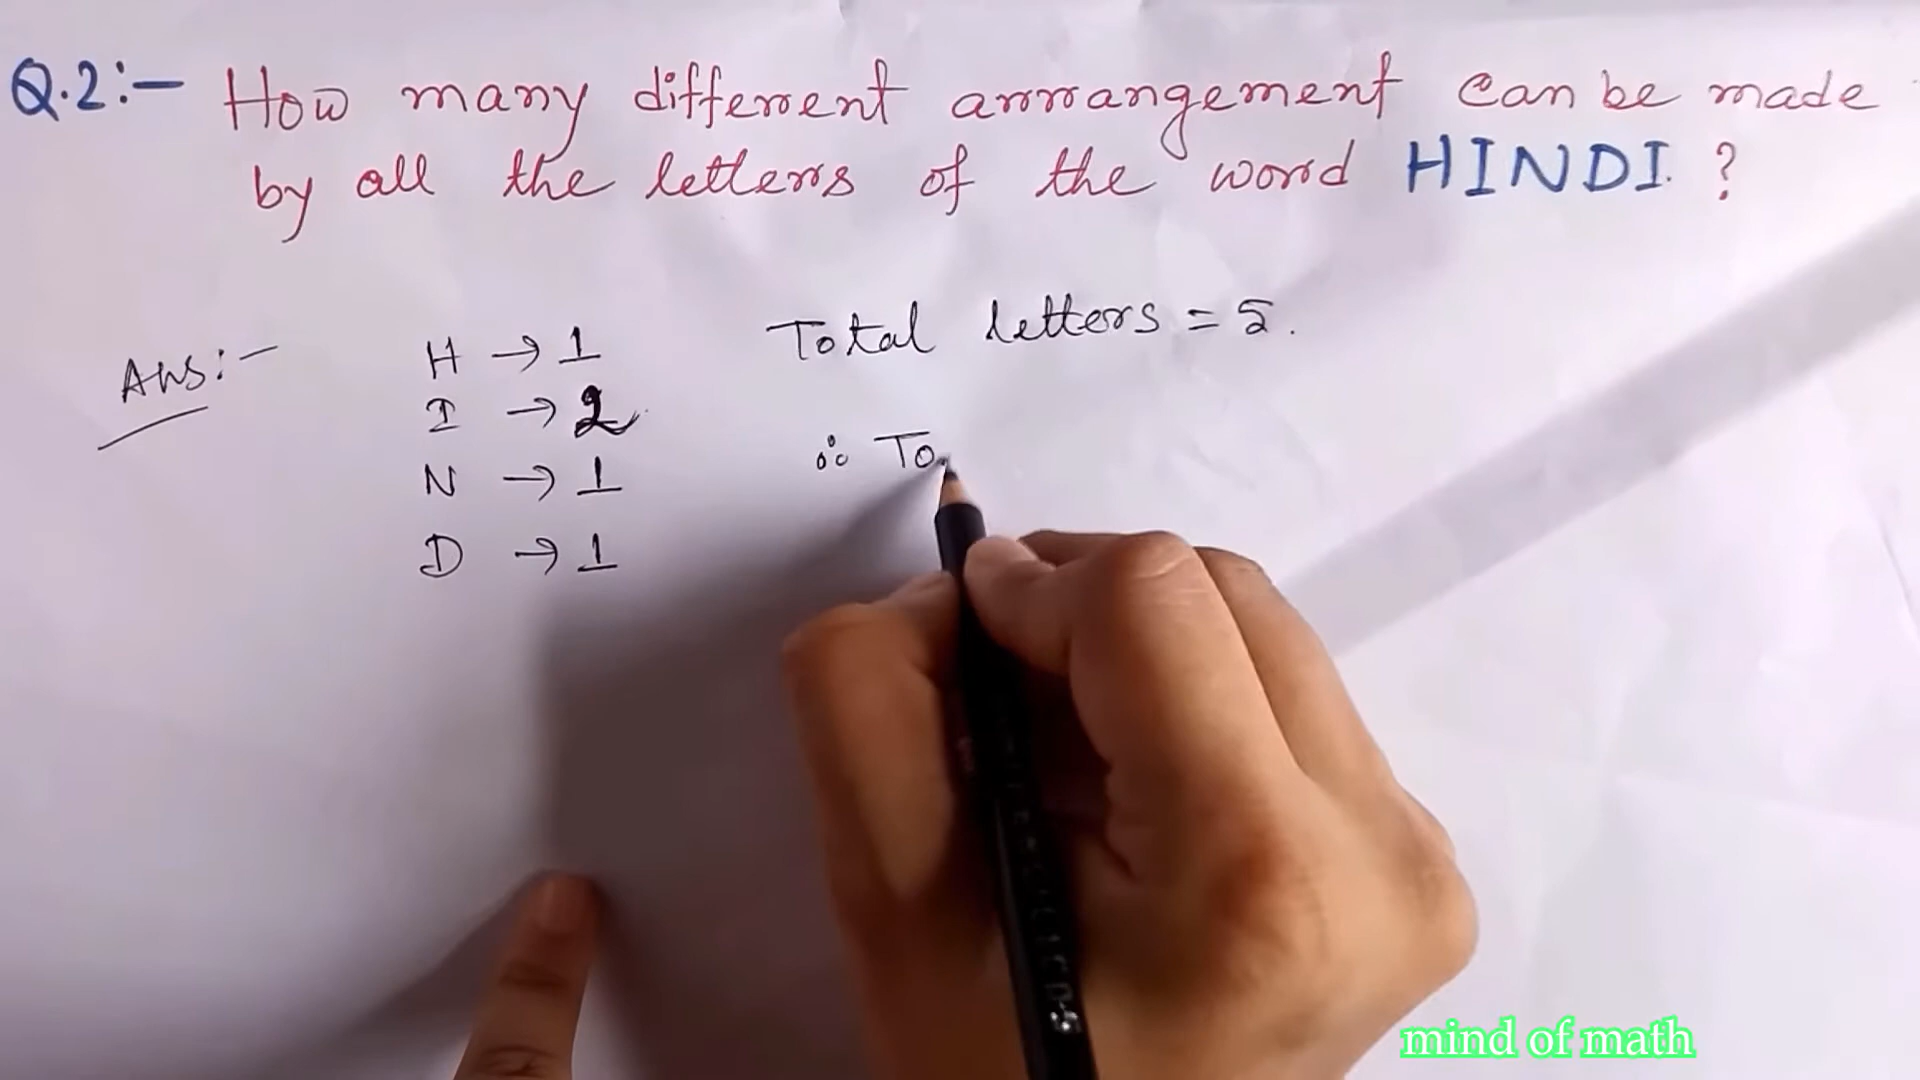 Q.2:- How many different arrangement can be made
by all the letters of the word HINDI. ?
Ans:-
H → 1
I → 2
N → 1
D → 1
Total letters = 5.
∴ To
mind of math